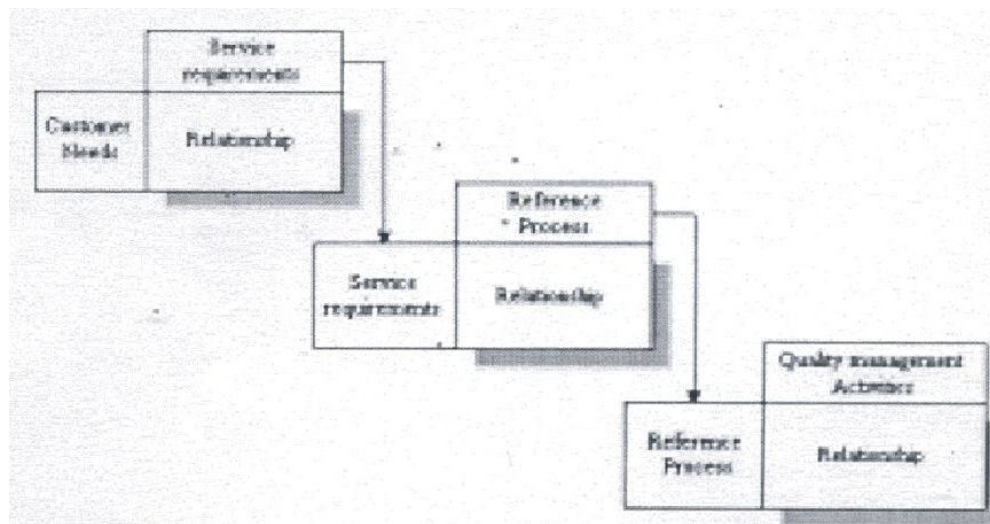 Service
requirements
Customer
Needs
Relationship
Reference
Process
Service
requirements
Relationship
Quality management
Activities
Reference
Process
Relationship